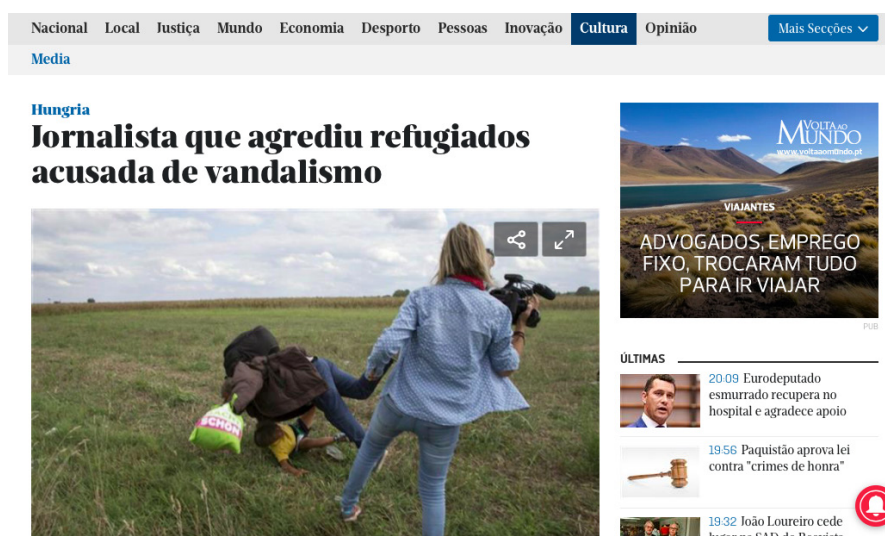 Nacional Local Justiça Mundo Economia Desporto Pessoas Inovação Cultura Opinião Mais Secções
Media
Hungria
Jornalista que agrediu refugiados
acusada de vandalismo
SCHÖN
VOLTA AO
MUNDO
www.voltaaomundo.pt
VIAJANTES
ADVOGADOS, EMPREGO
FIXO, TROCARAM TUDO
PARA IR VIAJAR
PUB
ÚLTIMAS
20:09 Eurodeputado
esmurrado recupera no
hospital e agradece apoio
19:56 Paquistão aprova lei
contra "crimes de honra"
19:32 João Loureiro cede